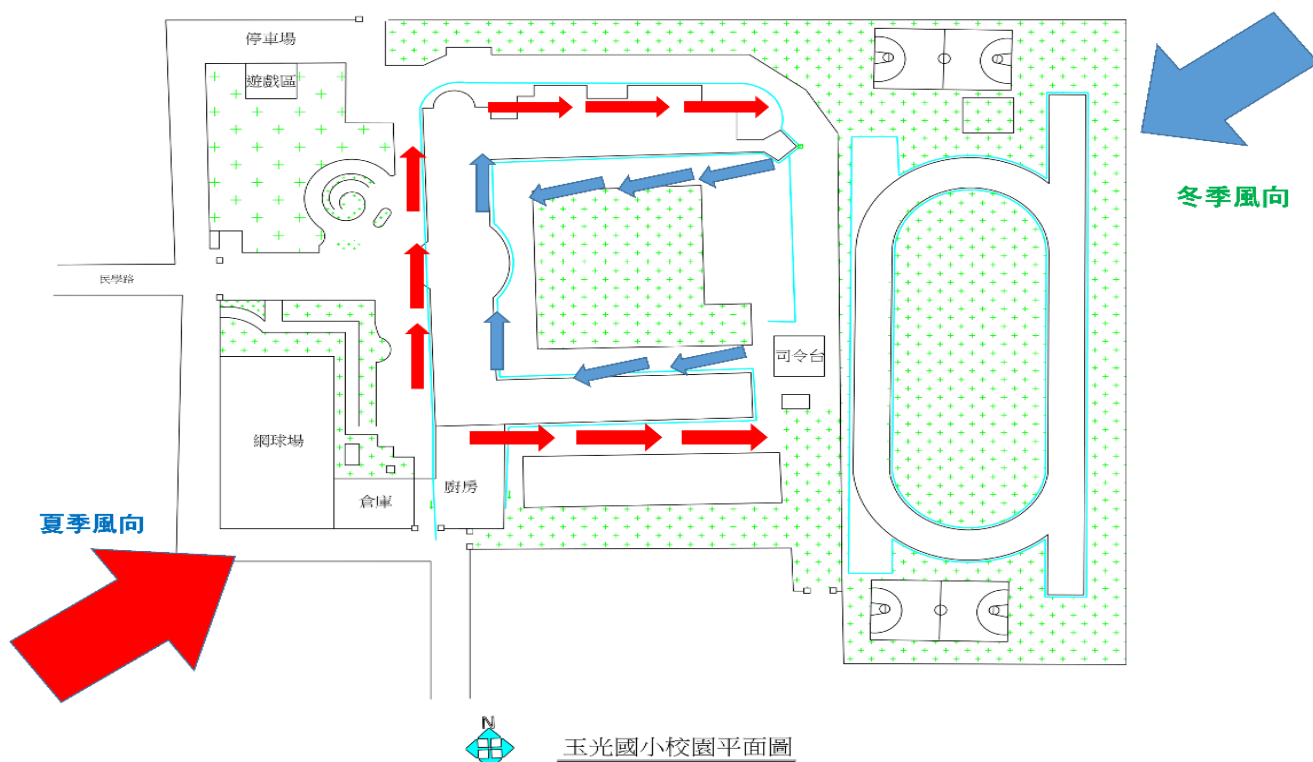 停車場
遊戲區
冬季風向
民學路
司令台
網球場
廚房
倉庫
夏季風向
N
玉光國小校園平面圖